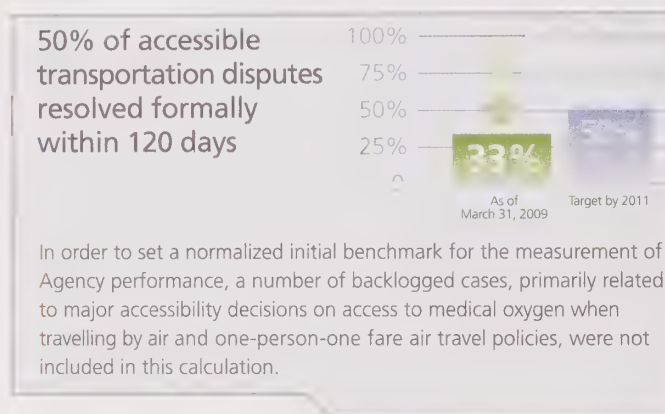 50% of accessible
transportation disputes
resolved formally
within 120 days
100%
75%
50%
25%
0
33%
As of
March 31, 2009
Target by 2011
In order to set a normalized initial benchmark for the measurement of
Agency performance, a number of backlogged cases, primarily related
to major accessibility decisions on access to medical oxygen when
travelling by air and one-person-one fare air travel policies, were not
included in this calculation.